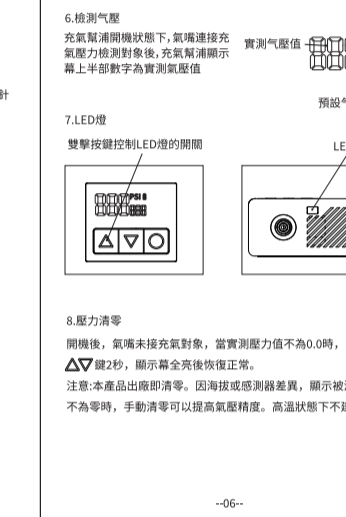 6.檢測气壓
充氣幫浦開機狀態下,氣嘴連接充
氣壓力檢測對象後,充氣幫浦顯示
幕上半部數字為實測氣壓值
實測气壓值
預設
針
7.LED燈
雙擊按鍵控制LED燈的開關
LE
PSI
8.壓力清零
開機後，氣嘴未接充氣對象，當實測壓力值不為0.0時，
△▽鍵2秒，顯示幕全亮後恢復正常。
注意:本產品出廠即清零。因海拔或感測器差異，顯示被
不為零時，手動清零可以提高氣壓精度。高溫狀態下不
--06--